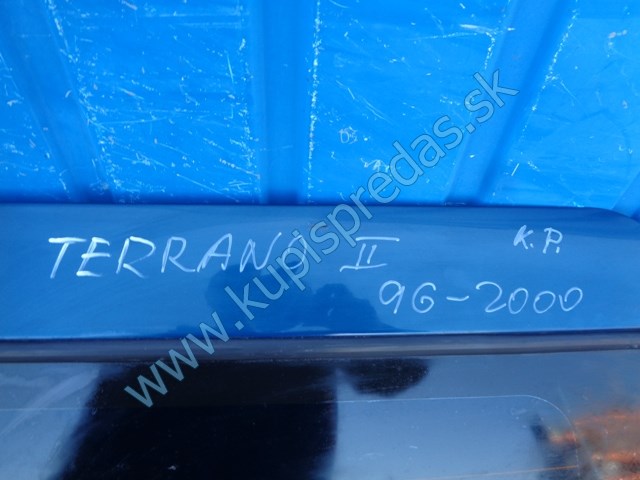 TERRANO II K.P.
96-2000
www.kupispredas.sk